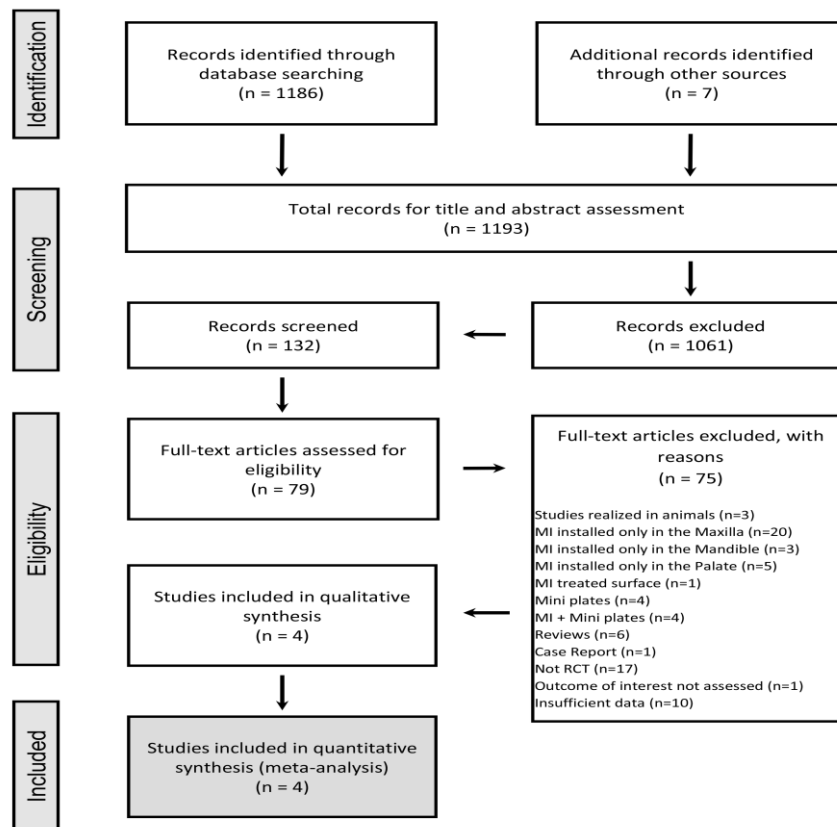 Identification
Records identified through
database searching
(n = 1186)
Additional records identified
through other sources
(n = 7)
Screening
Total records for title and abstract assessment
(n = 1193)
Records screened
(n = 132)
Records excluded
(n = 1061)
Eligibility
Full-text articles assessed for
eligibility
(n = 79)
Full-text articles excluded, with
reasons
(n = 75)
Studies realized in animals (n=3)
MI installed only in the Maxilla (n=20)
MI installed only in the Mandible (n=3)
MI installed only in the Palate (n=5)
MI treated surface (n=1)
Mini plates (n=4)
MI + Mini plates (n=4)
Reviews (n=6)
Case Report (n=1)
Not RCT (n=17)
Outcome of interest not assessed (n=1)
Insufficient data (n=10)
Studies included in qualitative
synthesis
(n = 4)
Included
Studies included in quantitative
synthesis (meta-analysis)
(n = 4)